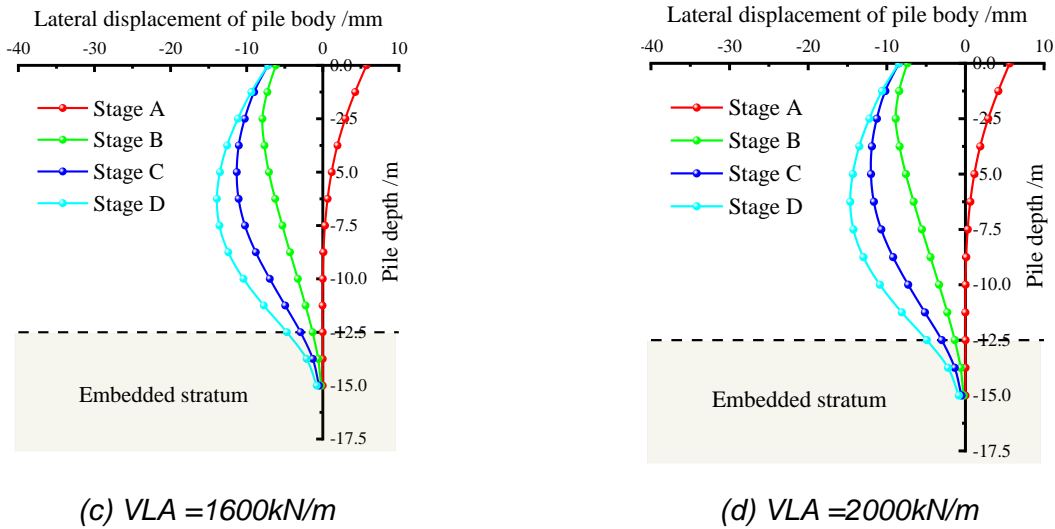 Lateral displacement of pile body /mm
-40 -30 -20 -10 0 10
0.0
-2.5
-5.0
-7.5
-10.0
-12.5
-15.0
-17.5
Pile depth /m
Stage A
Stage B
Stage C
Stage D
Embedded stratum
(c) VLA =1600kN/m
Lateral displacement of pile body /mm
-40 -30 -20 -10 0 10
0.0
-2.5
-5.0
-7.5
-10.0
-12.5
-15.0
-17.5
Pile depth /m
Stage A
Stage B
Stage C
Stage D
Embedded stratum
(d) VLA =2000kN/m